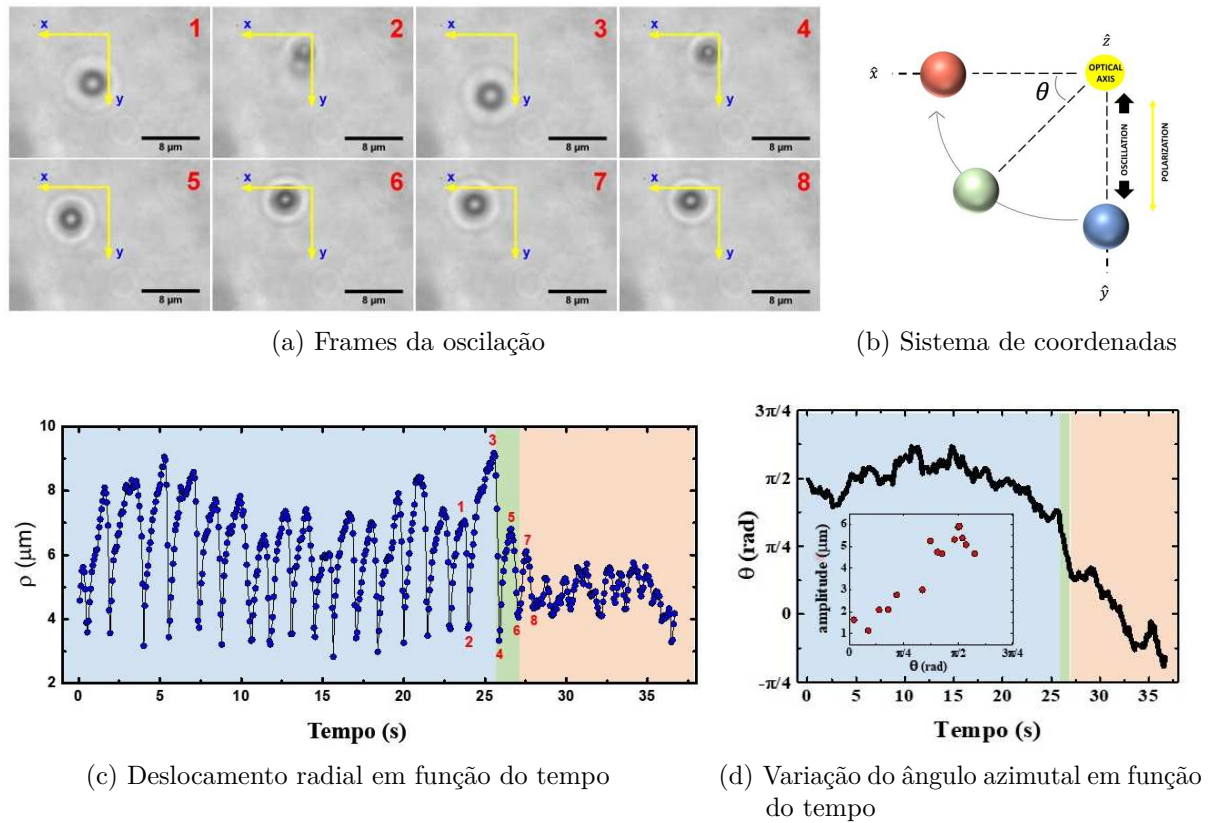 x 1 y 8 µm
x 2 y 8 µm
x 3 y 8 µm
x 4 y 8 µm
x 5 y 8 µm
x 6 y 8 µm
x 7 y 8 µm
x 8 y 8 µm
(a) Frames da oscilação
ẑ
x̂
OPTICAL
AXIS
θ
OSCILLATION
POLARIZATION
ŷ
(b) Sistema de coordenadas
ρ (µm)
10
8
6
4
2
1
2
3
4
5
6
7
8
0 5 10 15 20 25 30 35
Tempo (s)
(c) Deslocamento radial em função do tempo
θ (rad)
3π/4
π/2
π/4
0
-π/4
amplitude (µm)
6
5
4
3
2
1
0 π/4 π/2 3π/4
θ (rad)
0 5 10 15 20 25 30 35
Tempo (s)
(d) Variação do ângulo azimutal em função
do tempo